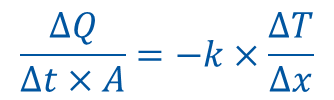 ΔQ / (Δt × A) = −k × ΔT / Δx